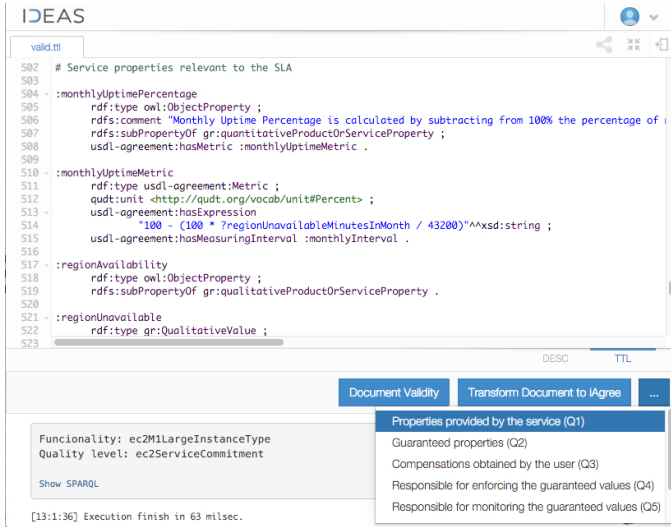 IDEAS
valid.ttl
502 # Service properties relevant to the SLA
503
504 :monthlyUptimePercentage
505 rdf:type owl:ObjectProperty ;
506 rdfs:comment "Monthly Uptime Percentage is calculated by subtracting from 100% the percentage of
507 rdfs:subPropertyOf gr:quantitativeProductOrServiceProperty ;
508 usdl-agreement:hasMetric :monthlyUptimeMetric .
509
510 :monthlyUptimeMetric
511 rdf:type usdl-agreement:Metric ;
512 qudt:unit <http://qudt.org/vocab/unit#Percent> ;
513 usdl-agreement:hasExpression
514 "100 - (100 * ?regionUnavailableMinutesInMonth / 43200)"^^xsd:string ;
515 usdl-agreement:hasMeasuringInterval :monthlyInterval .
516
517 :regionAvailability
518 rdf:type owl:ObjectProperty ;
519 rdfs:subPropertyOf gr:qualitativeProductOrServiceProperty .
520
521 :regionUnavailable
522 rdf:type gr:QualitativeValue ;
523
DESC TTL
Document Validity Transform Document to iAgree ...
Properties provided by the service (Q1)
Guaranteed properties (Q2)
Compensations obtained by the user (Q3)
Responsible for enforcing the guaranteed values (Q4)
Responsible for monitoring the guaranteed values (Q5)
Funcionality: ec2M1LargeInstanceType
Quality level: ec2ServiceCommitment
Show SPARQL
[13:1:36] Execution finish in 63 milsec.